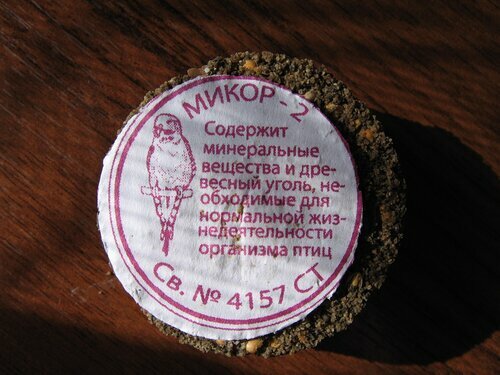 МИКОР - 2
Содержит
минеральные
вещества и дре-
весный уголь, не-
обходимые для
нормальной жиз-
недеятельности
организма птиц
Св. № 4157 СТ